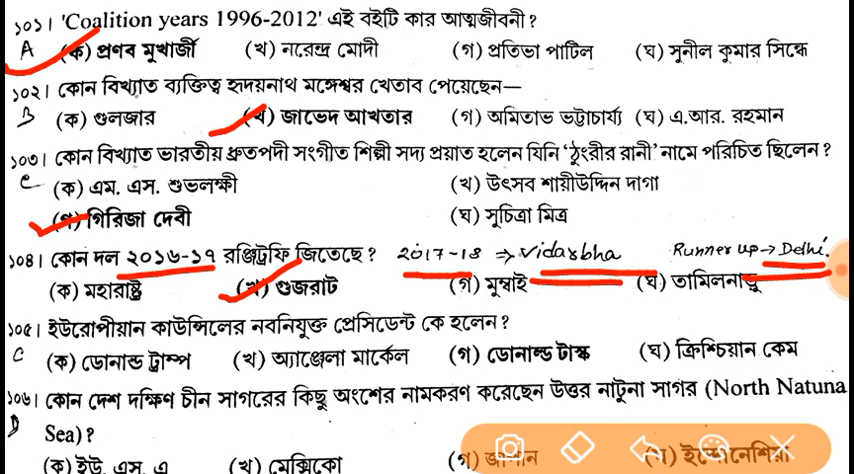 ১০১। 'Coalition years 1996-2012' এই বইটি কার আত্মজীবনী?
A (ক) প্রণব মুখার্জী (খ) নরেন্দ্র মোদী (গ) প্রতিভা পাটিল (ঘ) সুনীল কুমার সিন্ধে
১০২। কোন বিখ্যাত ব্যক্তিত্ব হৃদয়নাথ মঙ্গেশ্বর খেতাব পেয়েছেন—
B (ক) গুলজার (খ) জাভেদ আখতার (গ) অমিতাভ ভট্টাচার্য্য (ঘ) এ.আর. রহমান
১০৩। কোন বিখ্যাত ভারতীয় ধ্রুতপদী সংগীত শিল্পী সদ্য প্রয়াত হলেন যিনি 'ঠুংরীর রানী' নামে পরিচিত ছিলেন?
C (ক) এম. এস. শুভলক্ষী (খ) উৎসব শায়ীউদ্দিন দাগা
(গ) গিরিজা দেবী (ঘ) সুচিত্রা মিত্র
১০৪। কোন দল ২০১৬-১৭ রঞ্জিট্রফি জিতেছে? 2017-18 ⇒ Vidarbha Runner up → Delhi.
(ক) মহারাষ্ট্র (খ) গুজরাট (গ) মুম্বাই (ঘ) তামিলনাড়ু
১০৫। ইউরোপীয়ান কাউন্সিলের নবনিযুক্ত প্রেসিডেন্ট কে হলেন?
C (ক) ডোনাল্ড ট্রাম্প (খ) অ্যাঞ্জেলা মার্কেল (গ) ডোনাল্ড টাস্ক (ঘ) ক্রিশ্চিয়ান কেম
১০৬। কোন দেশ দক্ষিণ চীন সাগরের কিছু অংশের নামকরণ করেছেন উত্তর নাটুনা সাগর (North Natuna
D Sea)?
(ক) ইউ. এস. এ (খ) মেক্সিকো (গ) জাপান (ঘ) ইন্দোনেশিয়া